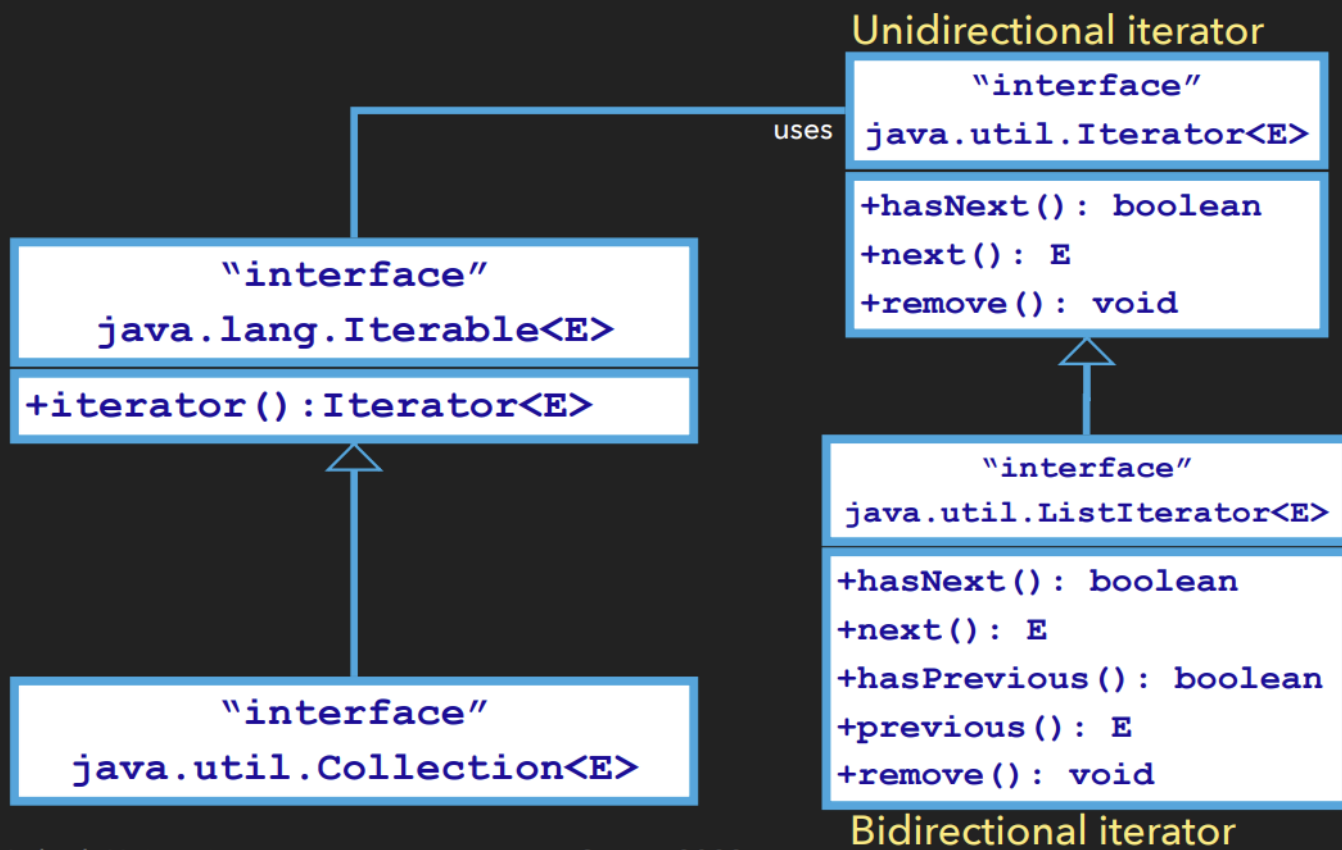 Unidirectional iterator
“interface”
java.util.Iterator<E>
uses
+hasNext(): boolean
+next(): E
+remove(): void
“interface”
java.lang.Iterable<E>
+iterator():Iterator<E>
“interface”
java.util.ListIterator<E>
+hasNext(): boolean
+next(): E
+hasPrevious(): boolean
+previous(): E
+remove(): void
“interface”
java.util.Collection<E>
Bidirectional iterator